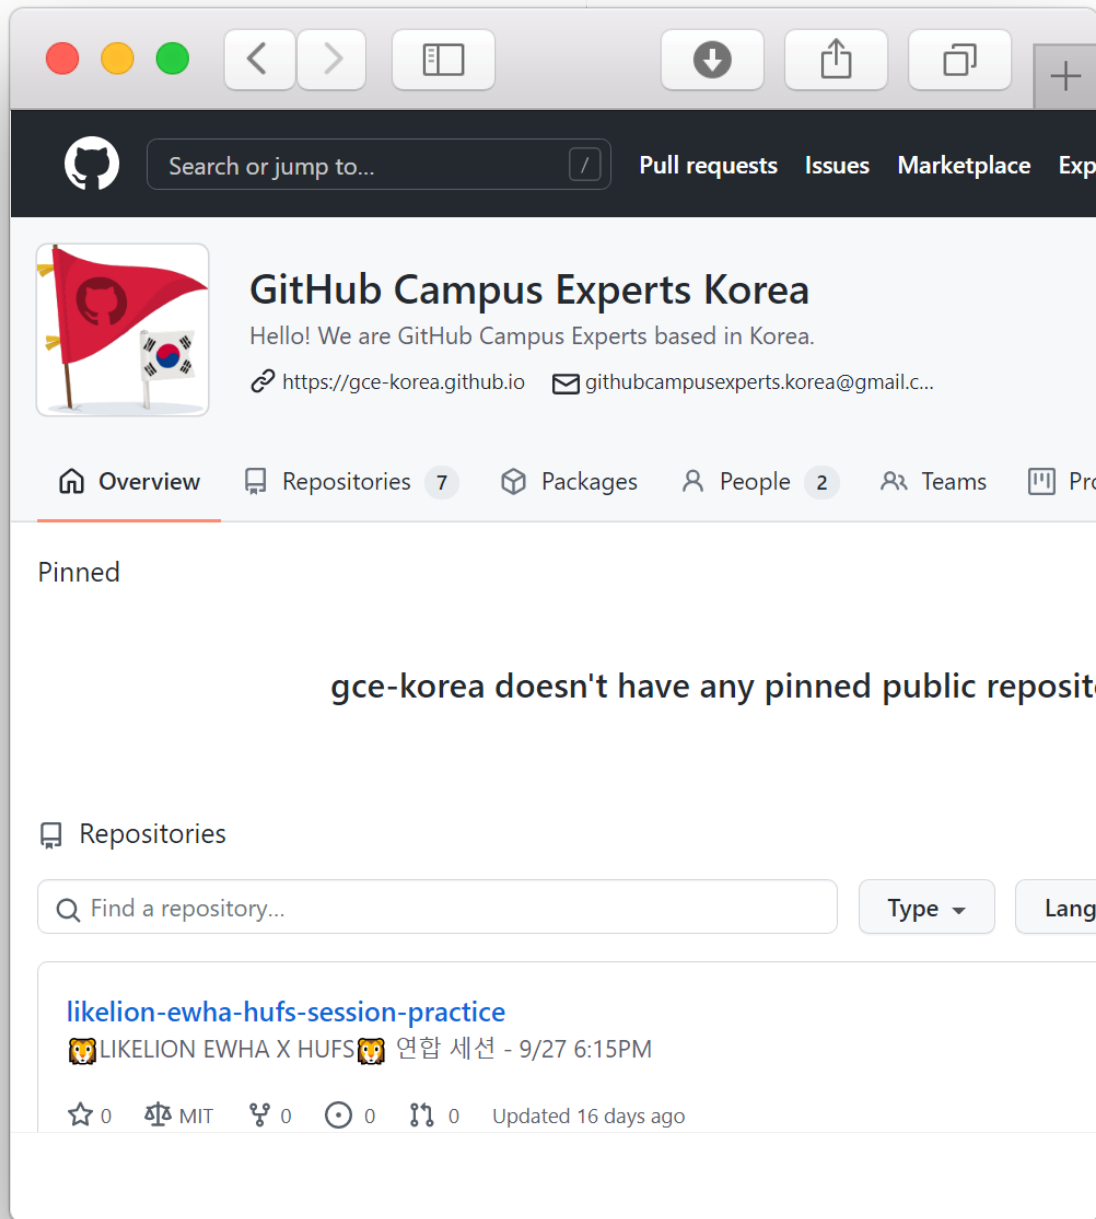 Search or jump to... / Pull requests Issues Marketplace Exp
GitHub Campus Experts Korea
Hello! We are GitHub Campus Experts based in Korea.
https://gce-korea.github.io githubcampusexperts.korea@gmail.c...
Overview Repositories 7 Packages People 2 Teams Pro
Pinned
gce-korea doesn't have any pinned public reposit
Repositories
Find a repository... Type Lang
likelion-ewha-hufs-session-practice
🦁LIKELION EWHA X HUFS🦁 연합 세션 - 9/27 6:15PM
0 MIT 0 0 0 Updated 16 days ago